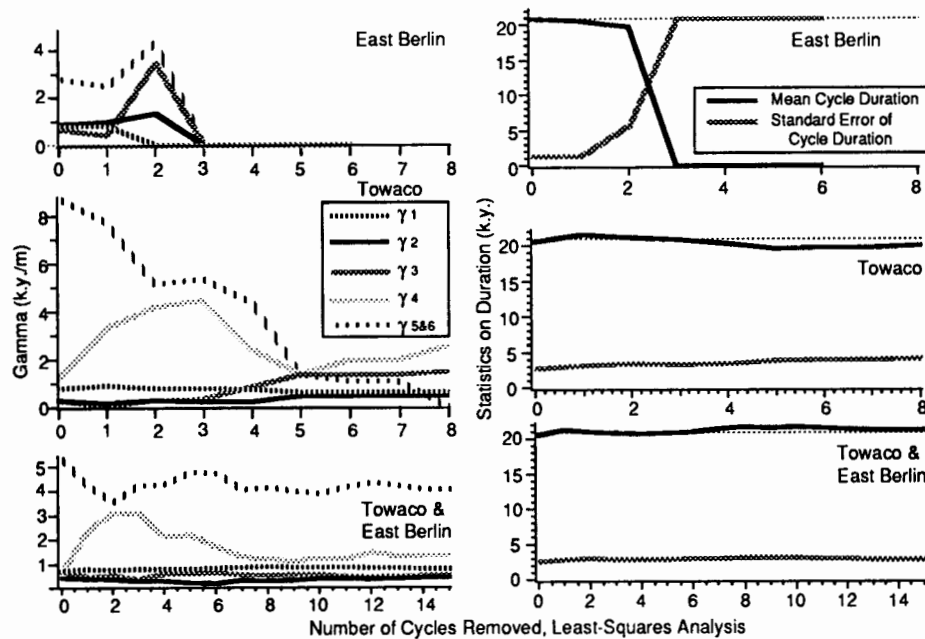 East Berlin
4
2
0
0 1 2 3 4 5 6 7 8
Towaco
γ 1
γ 2
γ 3
γ 4
γ 5&6
8
6
4
2
0
0 1 2 3 4 5 6 7 8
Gamma (k.y./m)
Towaco &
East Berlin
5
4
3
2
1
0 2 4 6 8 10 12 14
East Berlin
Mean Cycle Duration
Standard Error of
Cycle Duration
20
15
10
5
0
0 2 4 6 8
Statistics on Duration (k.y.)
Towaco
20
15
10
5
0
0 2 4 6 8
Towaco &
East Berlin
20
15
10
5
0
0 2 4 6 8 10 12 14
Number of Cycles Removed, Least-Squares Analysis